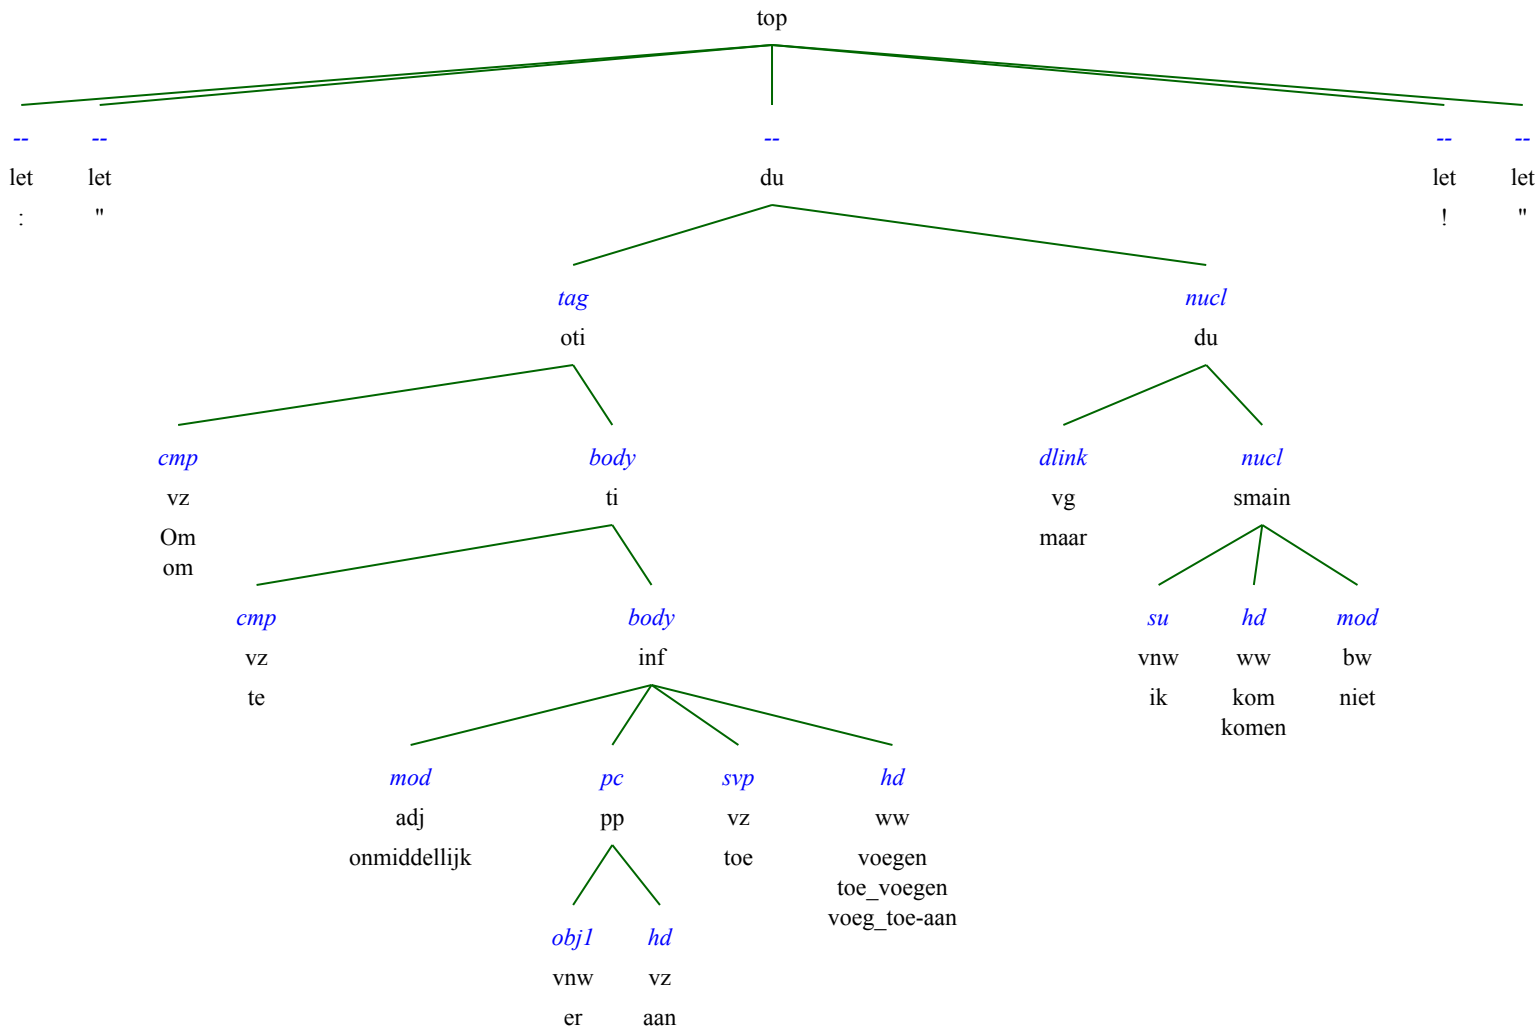 top
-- -- -- -- --
let let du let let
: " ! "
tag nucl
oti du
cmp body dlink nucl
vz ti vg smain
Om maar
om
cmp body su hd mod
vz inf vnw ww bw
te ik kom niet
komen
mod pc svp hd
adj pp vz ww
onmiddellijk toe voegen
toe_voegen
voeg_toe-aan
obj1 hd
vnw vz
er aan